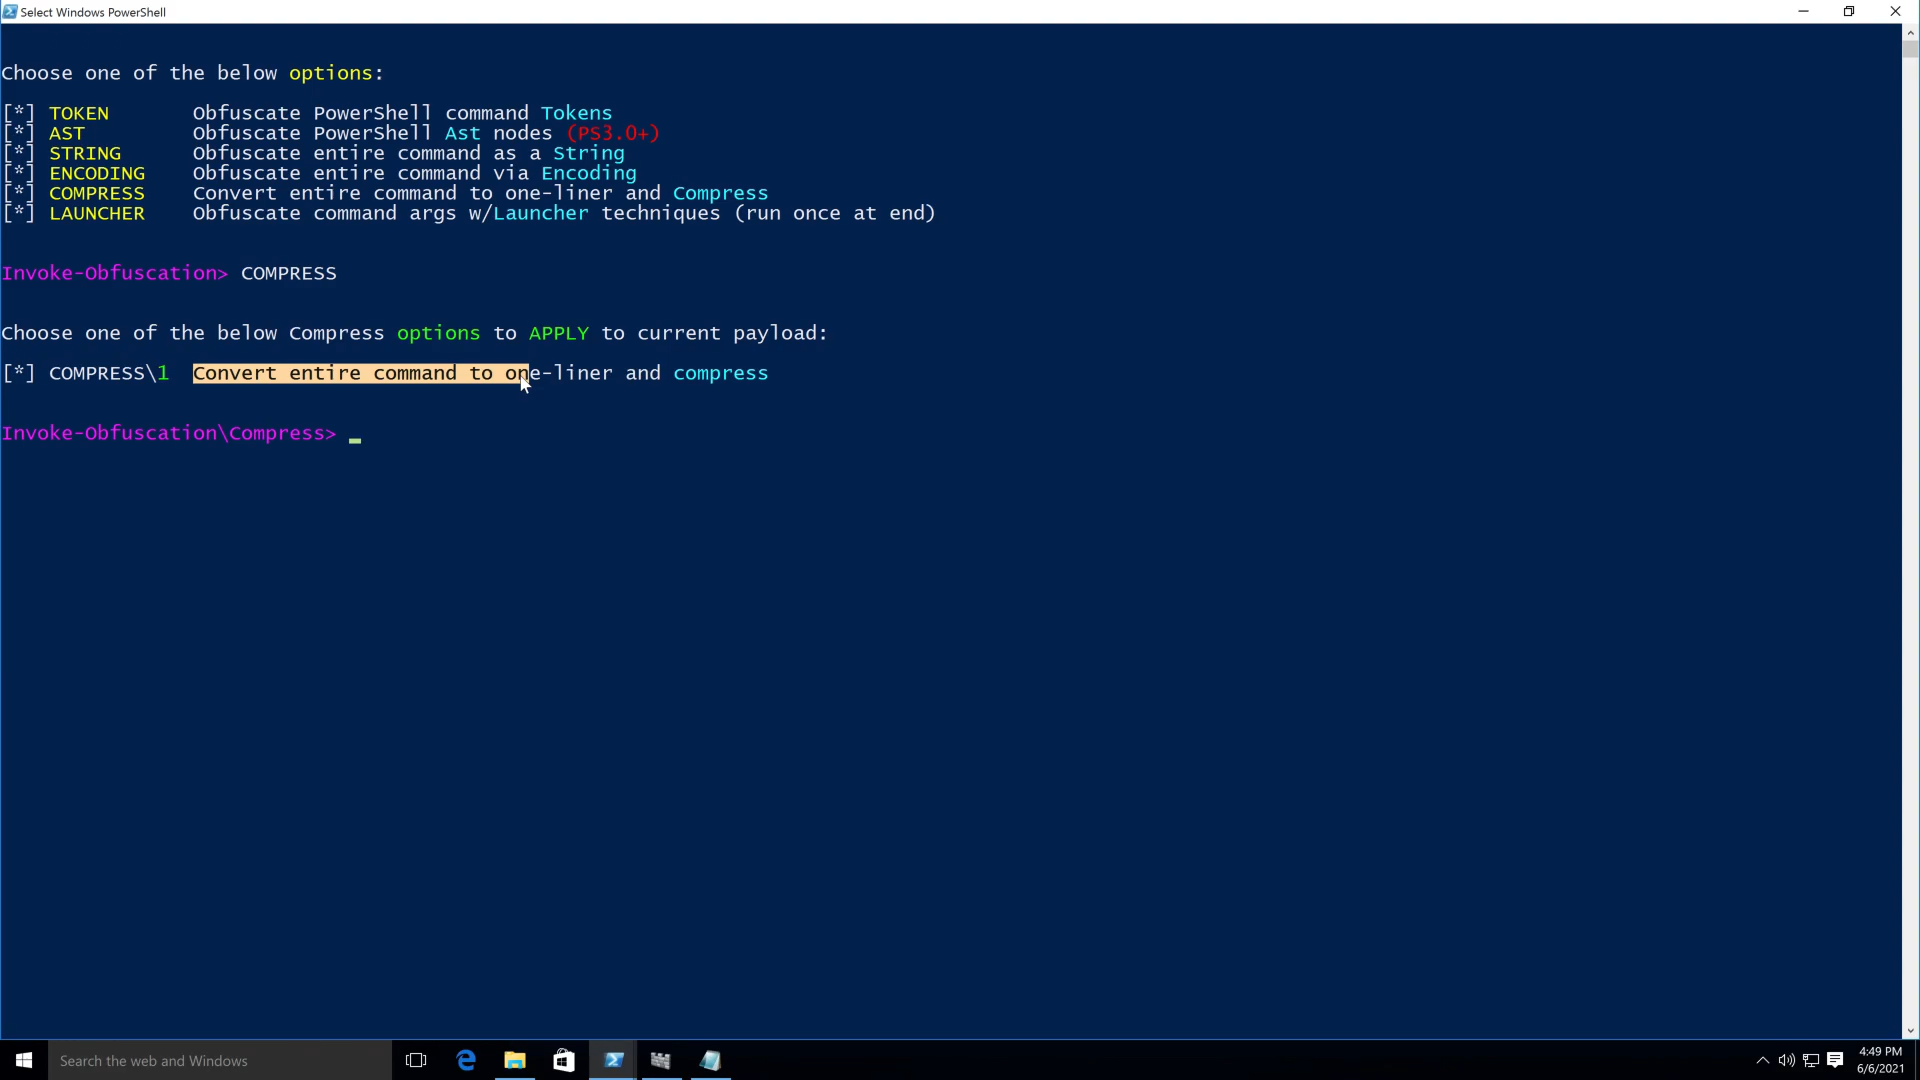 Select Windows PowerShell
Choose one of the below options:
[*] TOKEN Obfuscate PowerShell command Tokens
[*] AST Obfuscate PowerShell Ast nodes (PS3.0+)
[*] STRING Obfuscate entire command as a String
[*] ENCODING Obfuscate entire command via Encoding
[*] COMPRESS Convert entire command to one-liner and Compress
[*] LAUNCHER Obfuscate command args w/Launcher techniques (run once at end)
Invoke-Obfuscation> COMPRESS
Choose one of the below Compress options to APPLY to current payload:
[*] COMPRESS\1 Convert entire command to one-liner and compress
Invoke-Obfuscation\Compress> _
Search the web and Windows
4:49 PM
6/6/2021